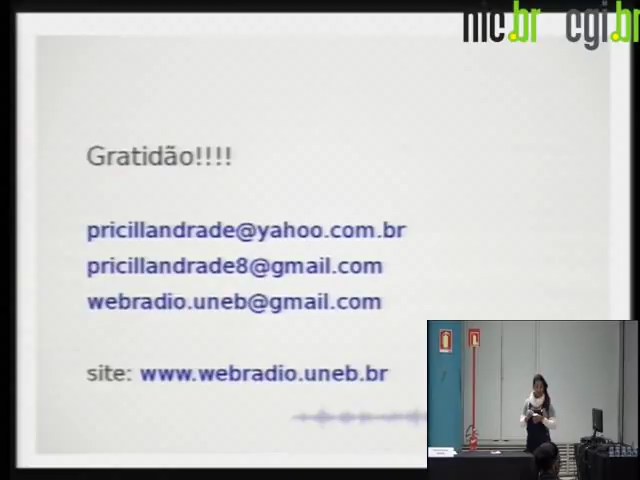 nic.br cgi.br
Gratidão!!!!
pricillandrade@yahoo.com.br
pricillandrade8@gmail.com
webradio.uneb@gmail.com
site: www.webradio.uneb.br